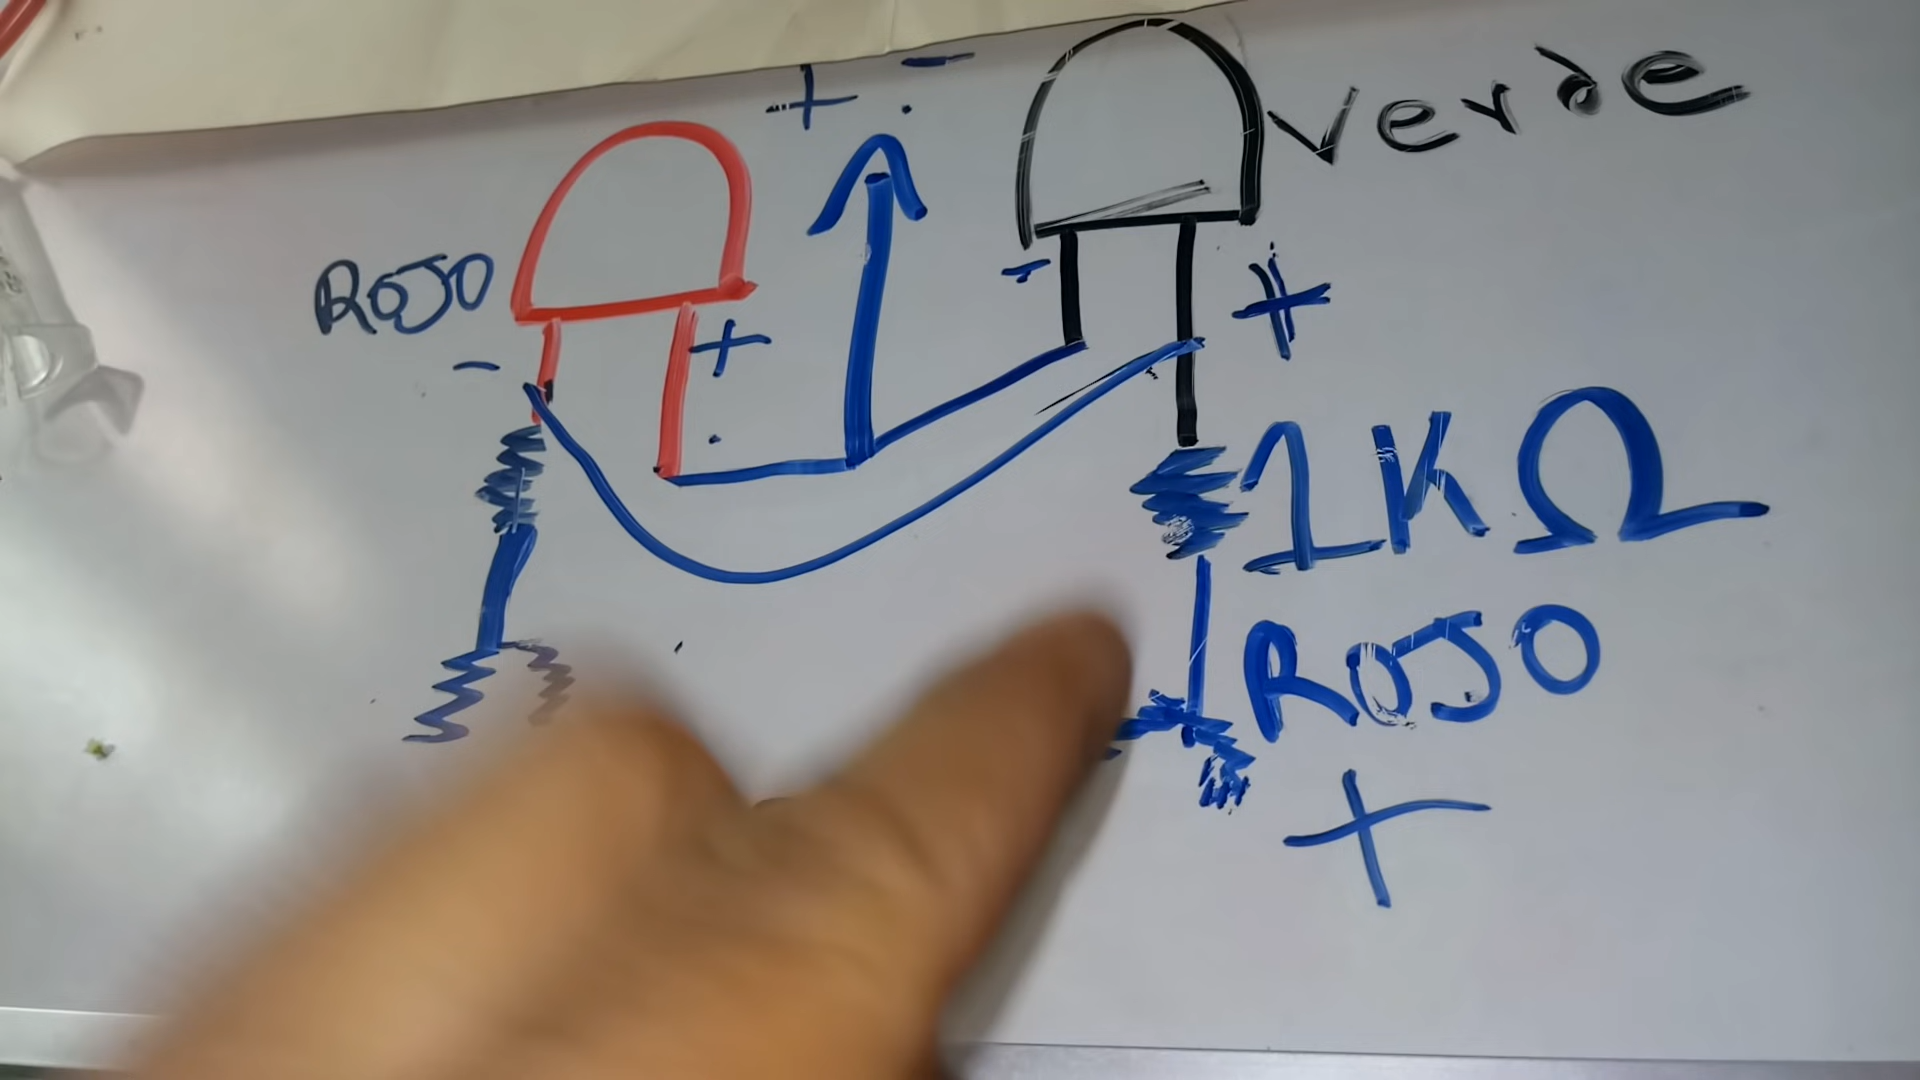 + -
verde
ROJO
- +
- +
1KΩ
ROJO
+